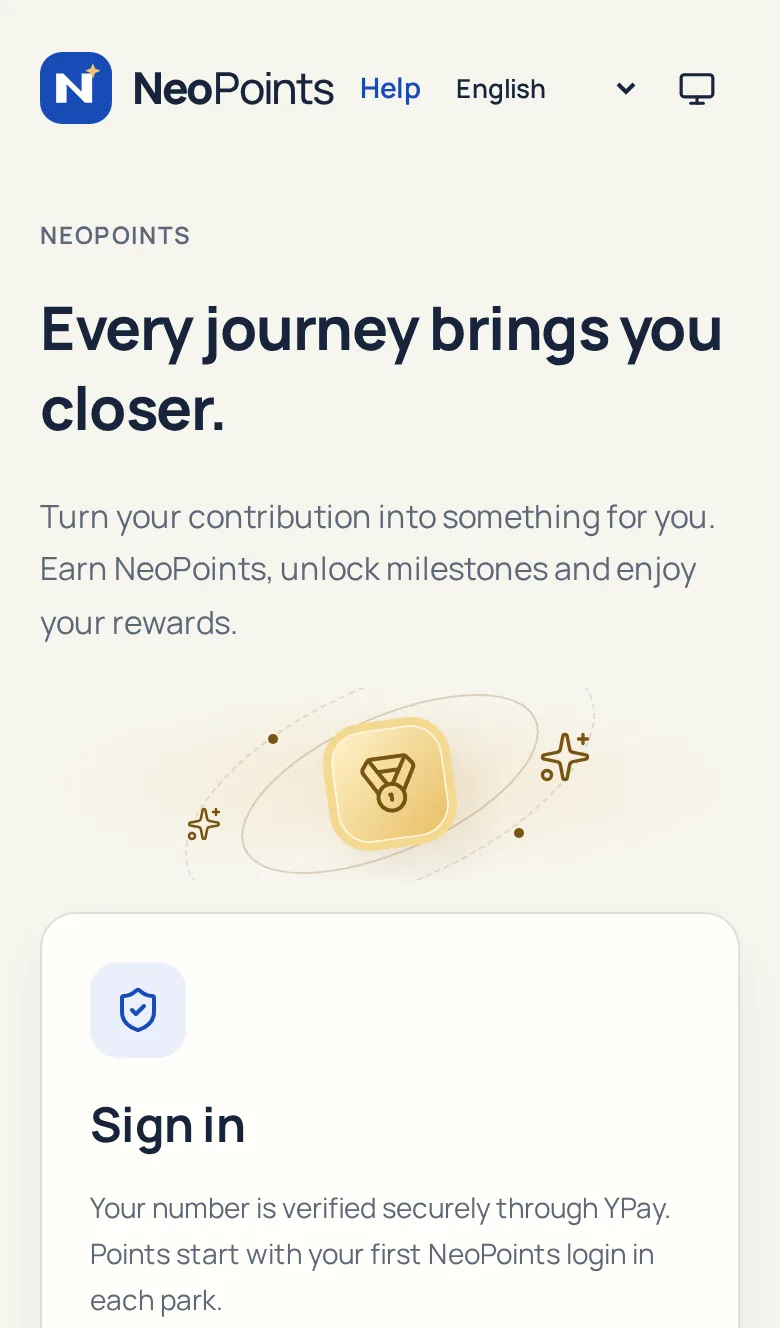 NeoPoints Help English
NEOPOINTS
Every journey brings you
closer.
Turn your contribution into something for you.
Earn NeoPoints, unlock milestones and enjoy
your rewards.
Sign in
Your number is verified securely through YPay.
Points start with your first NeoPoints login in
each park.